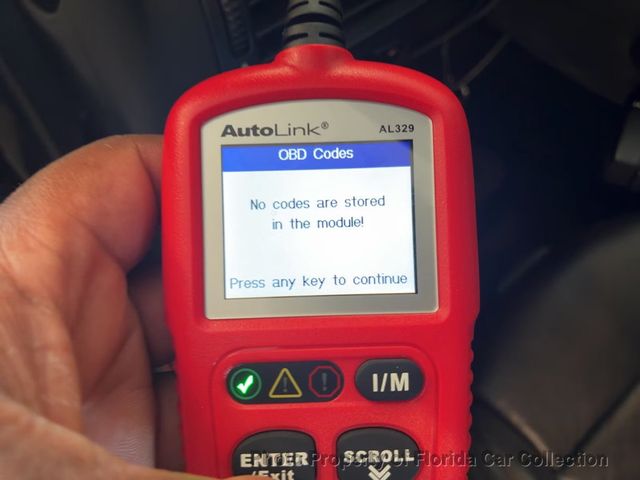 AutoLink® AL329
OBD Codes
No codes are stored
in the module!
Press any key to continue
I/M
ENTER SCROLL
/Exit
Property of Florida Car Collection